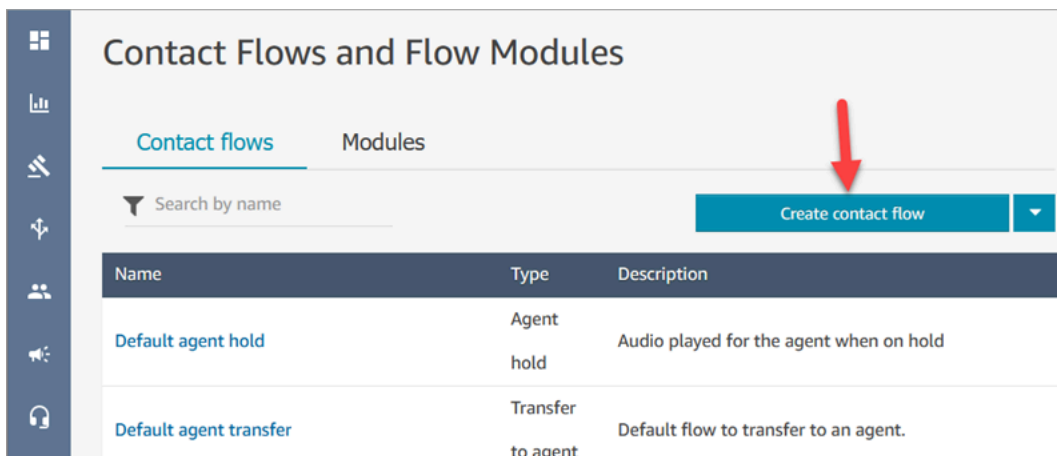 Contact Flows and Flow Modules
Contact flows Modules
Search by name
Create contact flow
Name Type Description
Default agent hold Agent hold Audio played for the agent when on hold
Default agent transfer Transfer to agent Default flow to transfer to an agent.